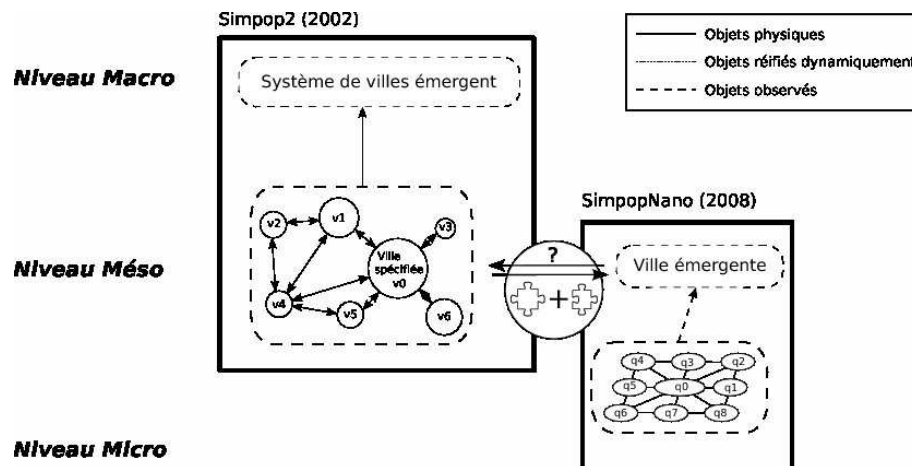 Simpop2 (2002)
Objets physiques
Objets réifiés dynamiquement
Objets observés
Niveau Macro
Système de villes émergent
SimpopNano (2008)
v2
v1
v3
Niveau Méso
Ville
spécifiée
v0
?
+
Ville émergente
v4
v5
v6
q4
q3
q2
q5
q0
q1
q6
q7
q8
Niveau Micro